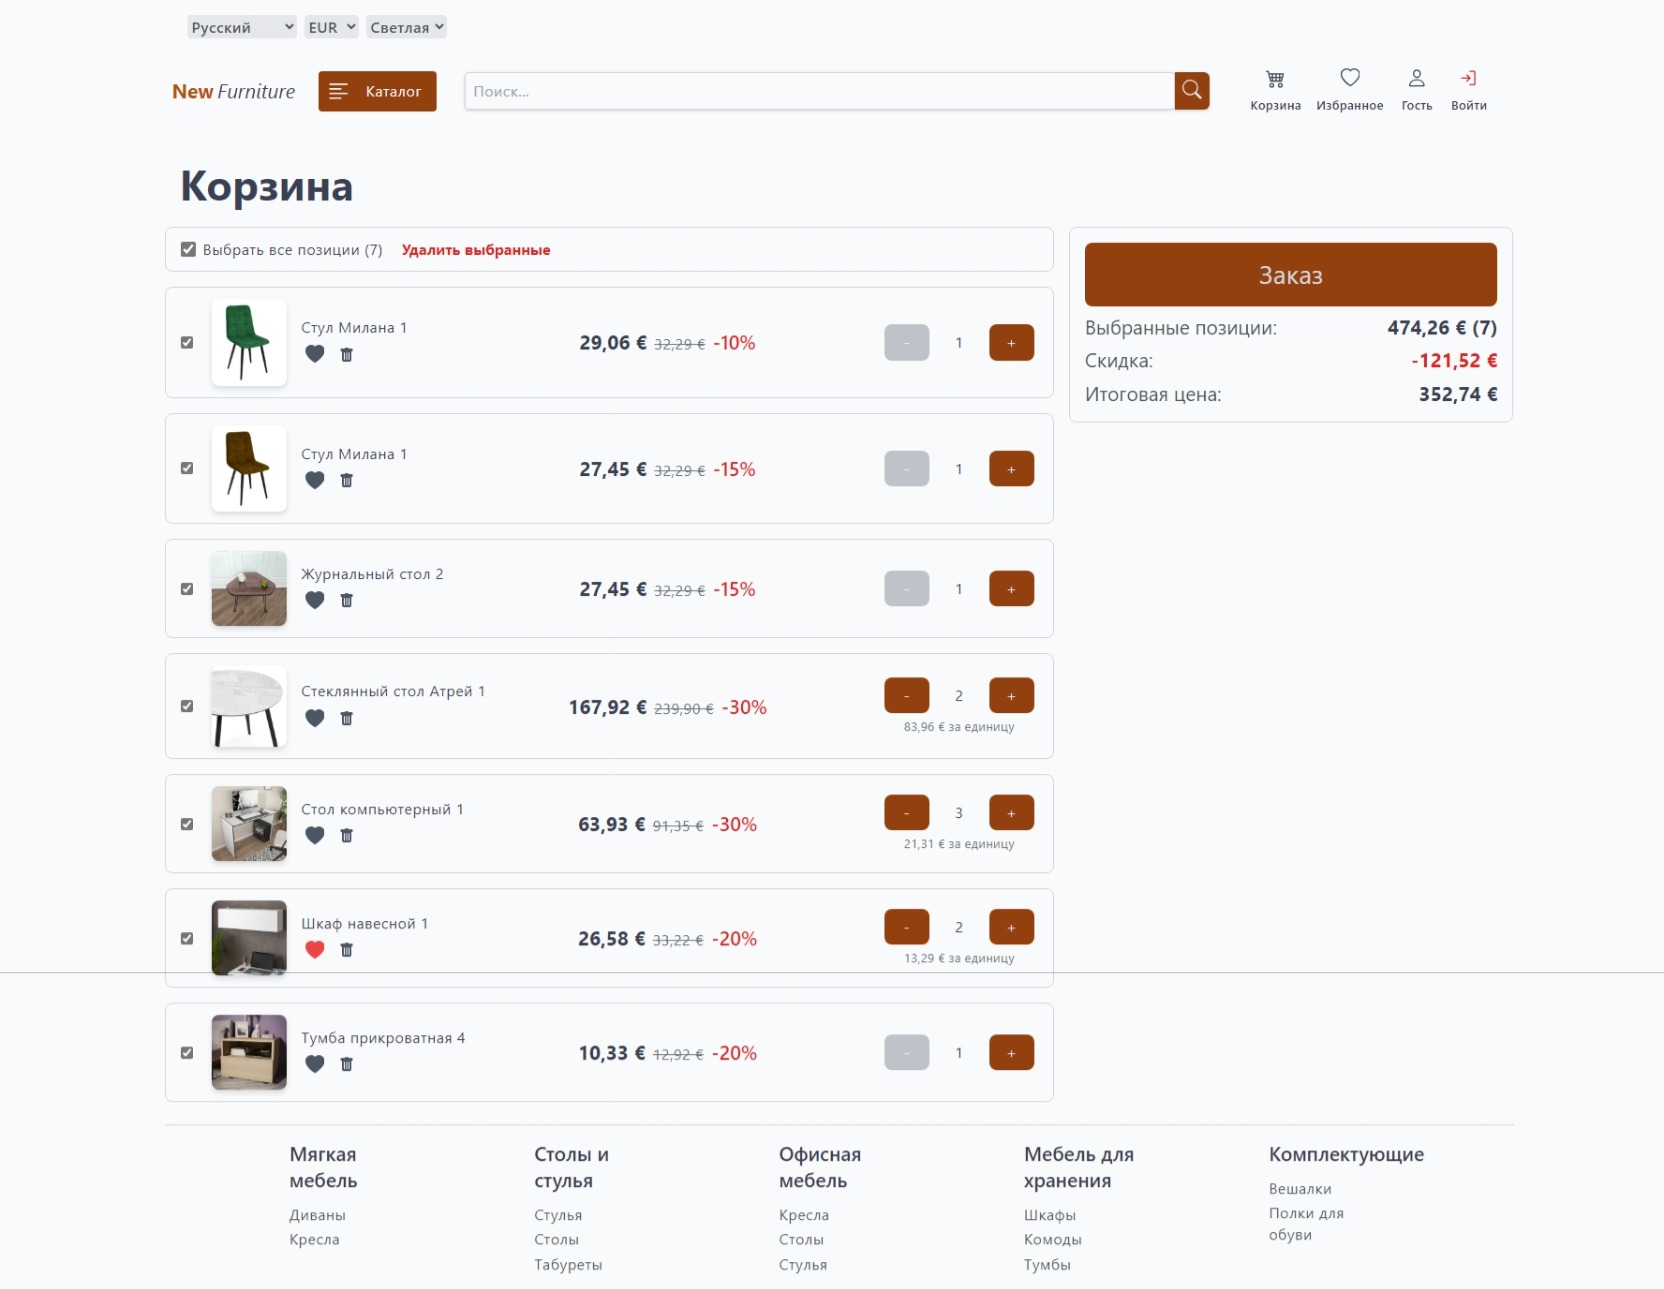 Русский EUR Светлая
New Furniture Каталог Поиск... Корзина Избранное Гость Войти
Корзина
Выбрать все позиции (7) Удалить выбранные
Стул Милана 1
29,06 € 32,29 € -10% - 1 +
Стул Милана 1
27,45 € 32,29 € -15% - 1 +
Журнальный стол 2
27,45 € 32,29 € -15% - 1 +
Стеклянный стол Атрей 1
167,92 € 239,90 € -30% - 2 +
83,96 € за единицу
Стол компьютерный 1
63,93 € 91,35 € -30% - 3 +
21,31 € за единицу
Шкаф навесной 1
26,58 € 33,22 € -20% - 2 +
13,29 € за единицу
Тумба прикроватная 4
10,33 € 12,92 € -20% - 1 +
Заказ
Выбранные позиции: 474,26 € (7)
Скидка: -121,52 €
Итоговая цена: 352,74 €
Мягкая
мебель
Диваны
Кресла
Столы и
стулья
Стулья
Столы
Табуреты
Офисная
мебель
Кресла
Столы
Стулья
Мебель для
хранения
Шкафы
Комоды
Тумбы
Комплектующие
Вешалки
Полки для
обуви